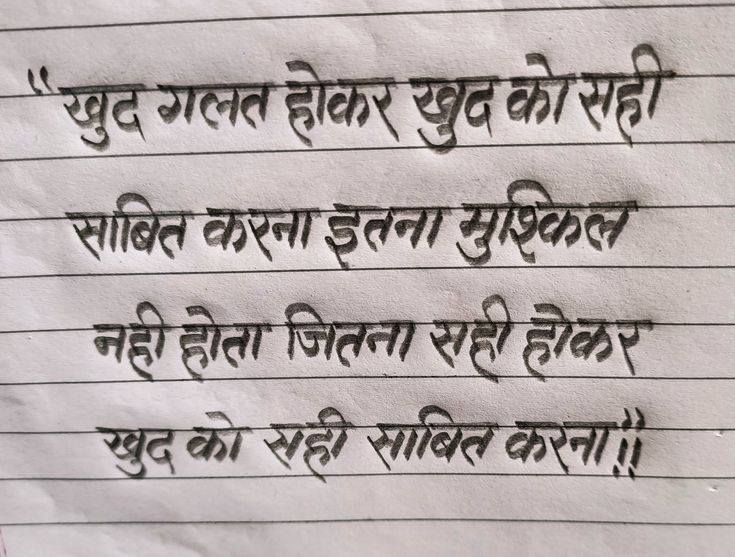 "खुद गलत होकर खुद को सही
साबित करना इतना मुश्किल
नही होता जितना सही होकर
खुद को सही साबित करना!!"